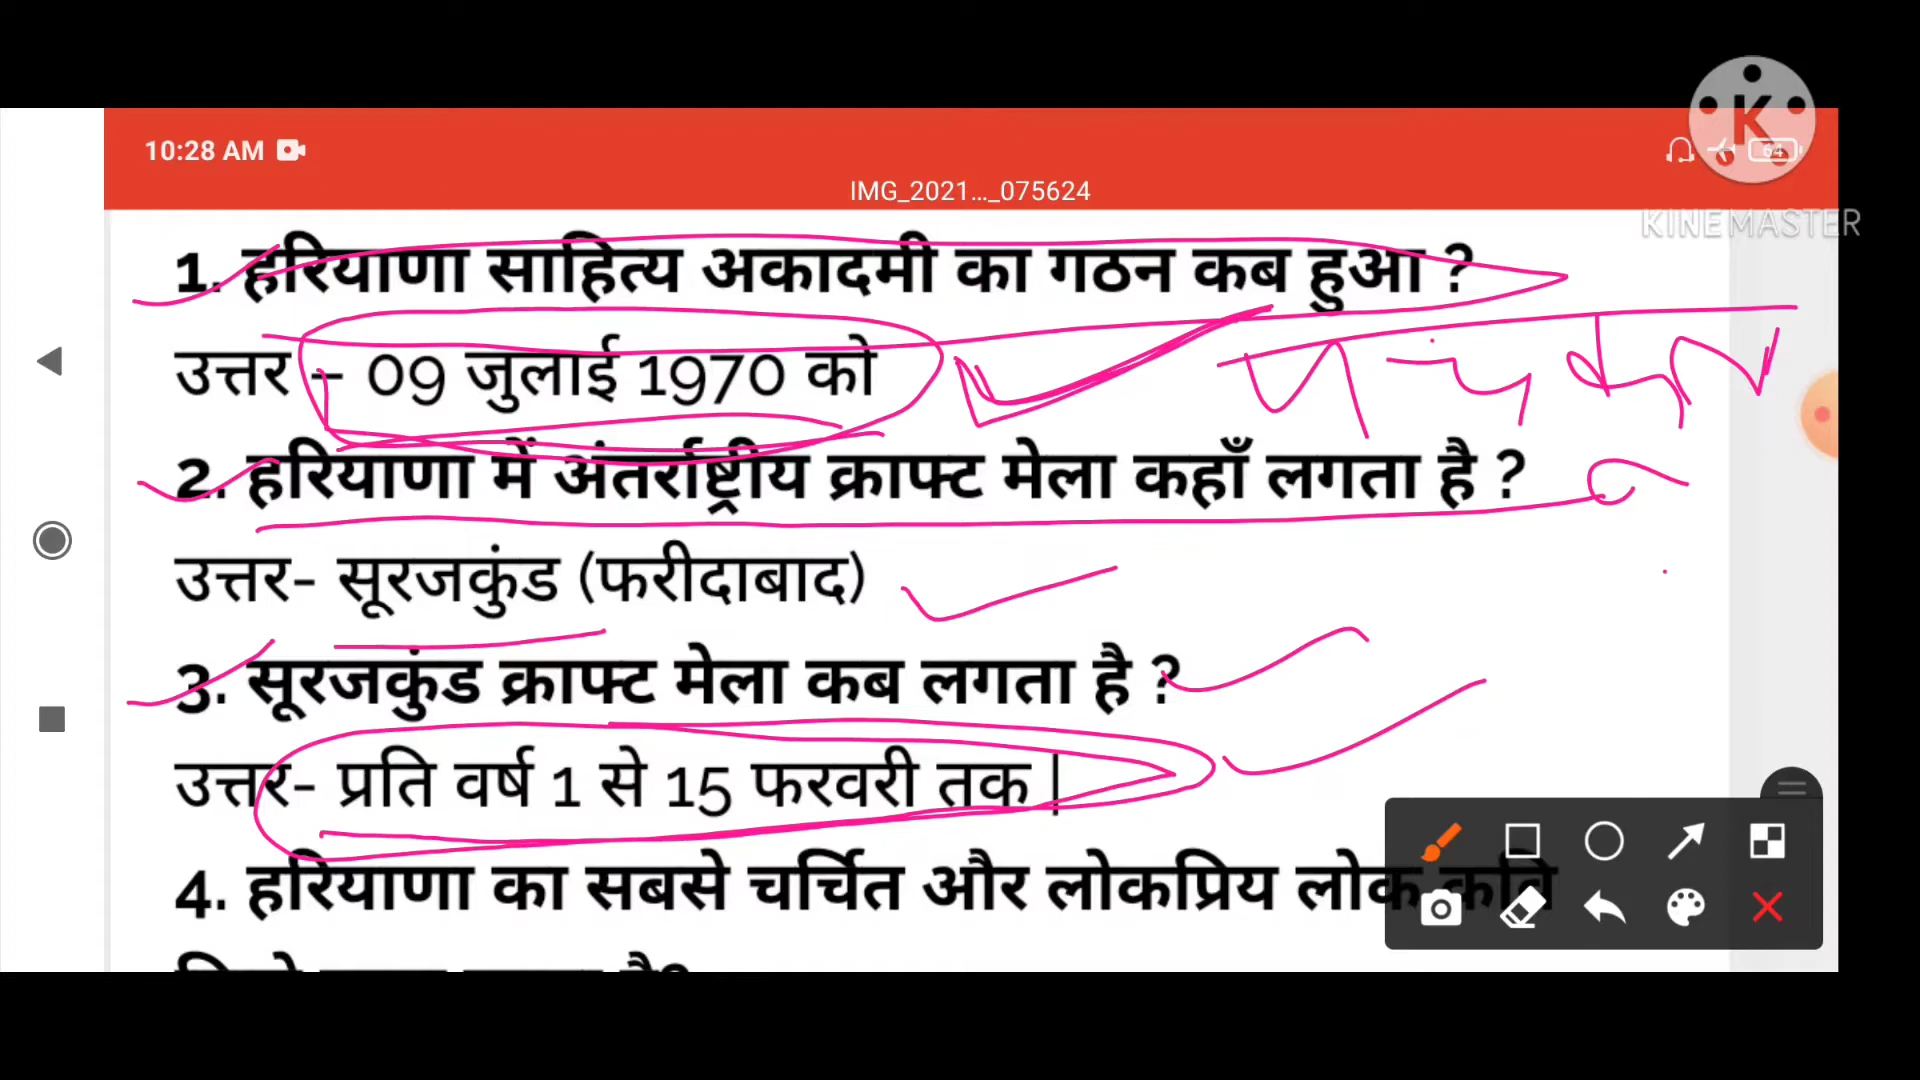 10:28 AM
64
IMG_2021..._075624
KINEMASTER
1. हरियाणा साहित्य अकादमी का गठन कब हुआ ?
उत्तर – 09 जुलाई 1970 को
2. हरियाणा में अंतर्राष्ट्रीय क्राफ्ट मेला कहाँ लगता है ?
उत्तर- सूरजकुंड (फरीदाबाद)
3. सूरजकुंड क्राफ्ट मेला कब लगता है ?
उत्तर- प्रति वर्ष 1 से 15 फरवरी तक |
4. हरियाणा का सबसे चर्चित और लोकप्रिय लोक कवि